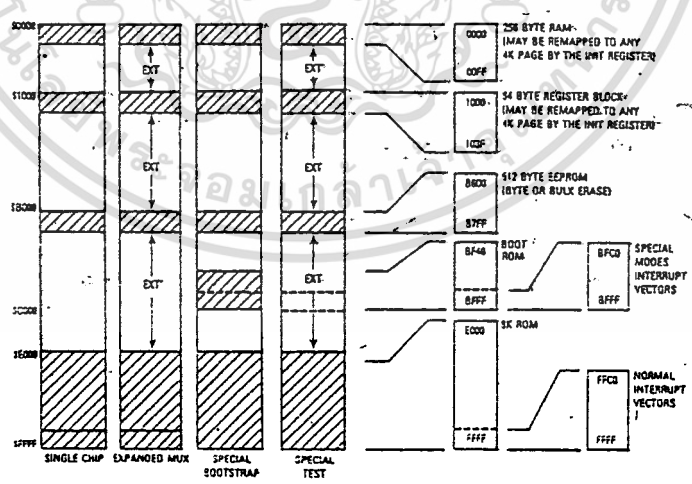 $0000
$1000
$B600
$C000
$E000
$FFFF
EXT
EXT
EXT
EXT
EXT
EXT
SINGLE CHIP
EXPANDED MUX
SPECIAL BOOTSTRAP
SPECIAL TEST
0000
00FF
256 BYTE RAM
(MAY BE REMAPPED TO ANY
4K PAGE BY THE INIT REGISTER)
1000
103F
64 BYTE REGISTER BLOCK
(MAY BE REMAPPED TO ANY
4K PAGE BY THE INIT REGISTER)
B600
B7FF
512 BYTE EEPROM
(BYTE OR BULK ERASE)
BF40
BFFF
BOOT
ROM
BFC0
BFFF
SPECIAL
MODES
INTERRUPT
VECTORS
E000
FFFF
8K ROM
FFC0
FFFF
NORMAL
INTERRUPT
VECTORS